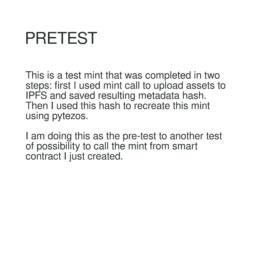 PRETEST
This is a test mint that was completed in two
steps: first I used mint call to upload assets to
IPFS and saved resulting metadata hash.
Then I used this hash to recreate this mint
using pytezos.
I am doing this as the pre-test to another test
of possibility to call the mint from smart
contract I just created.